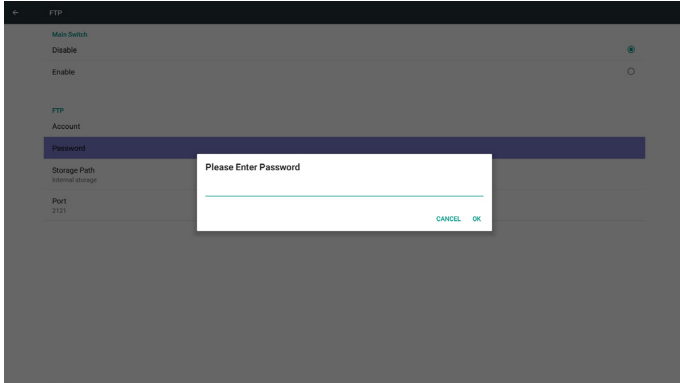 FTP
Main Switch
Disable
Enable
FTP
Account
Password
Storage Path
Internal storage
Port
2121
Please Enter Password
CANCEL OK